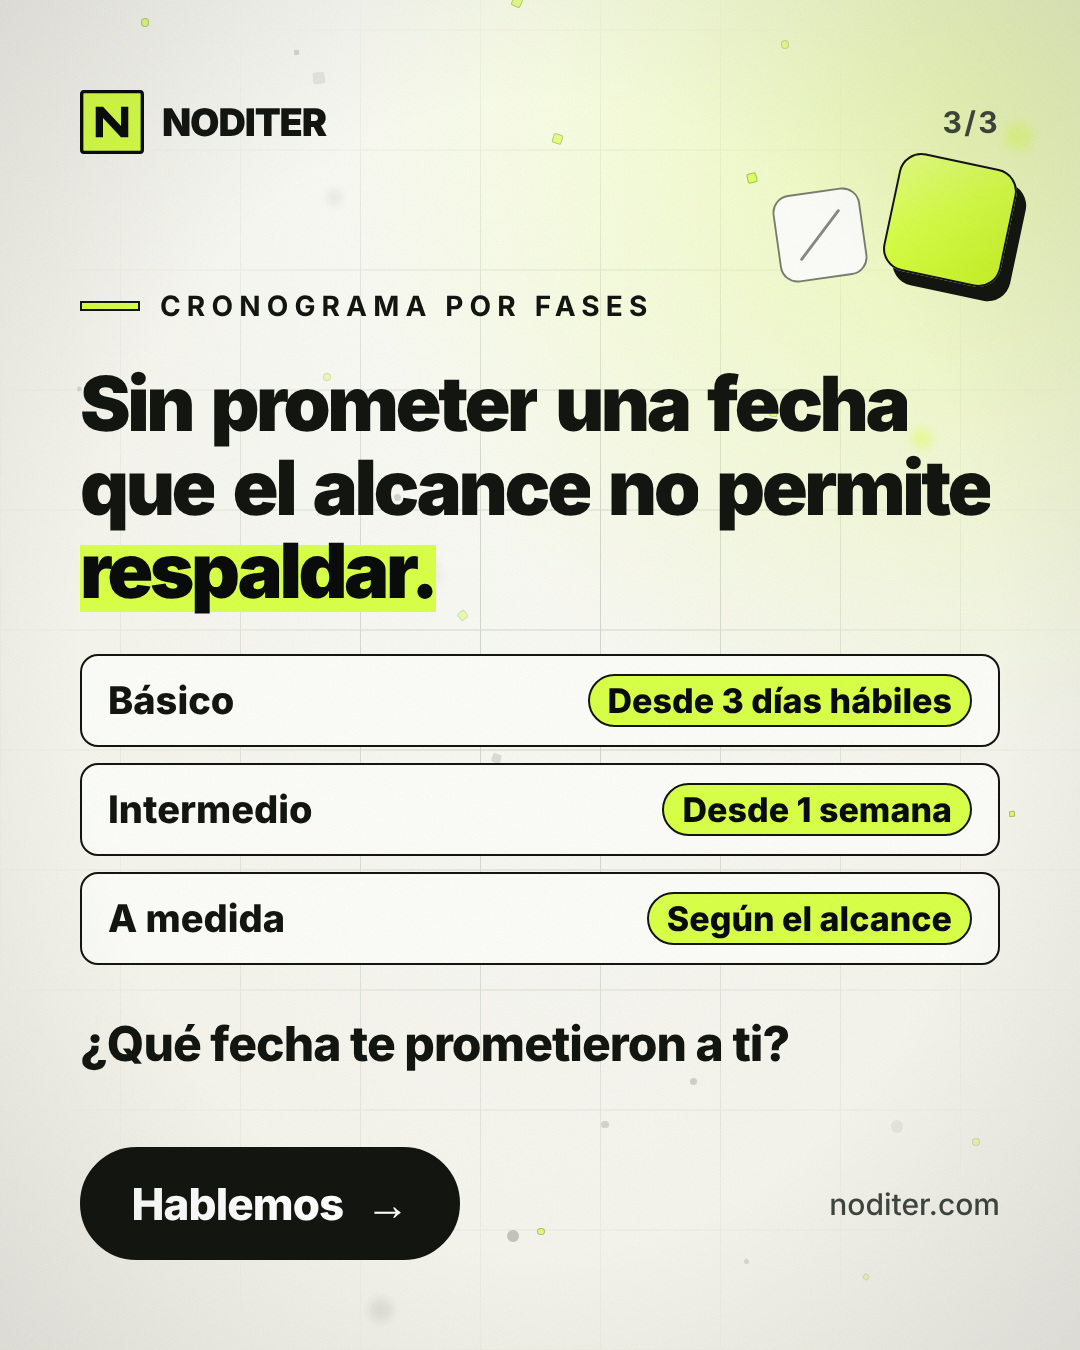 N NODITER
3/3
CRONOGRAMA POR FASES
Sin prometer una fecha
que el alcance no permite
respaldar.
Básico Desde 3 días hábiles
Intermedio Desde 1 semana
A medida Según el alcance
¿Qué fecha te prometieron a ti?
Hablemos →
noditer.com